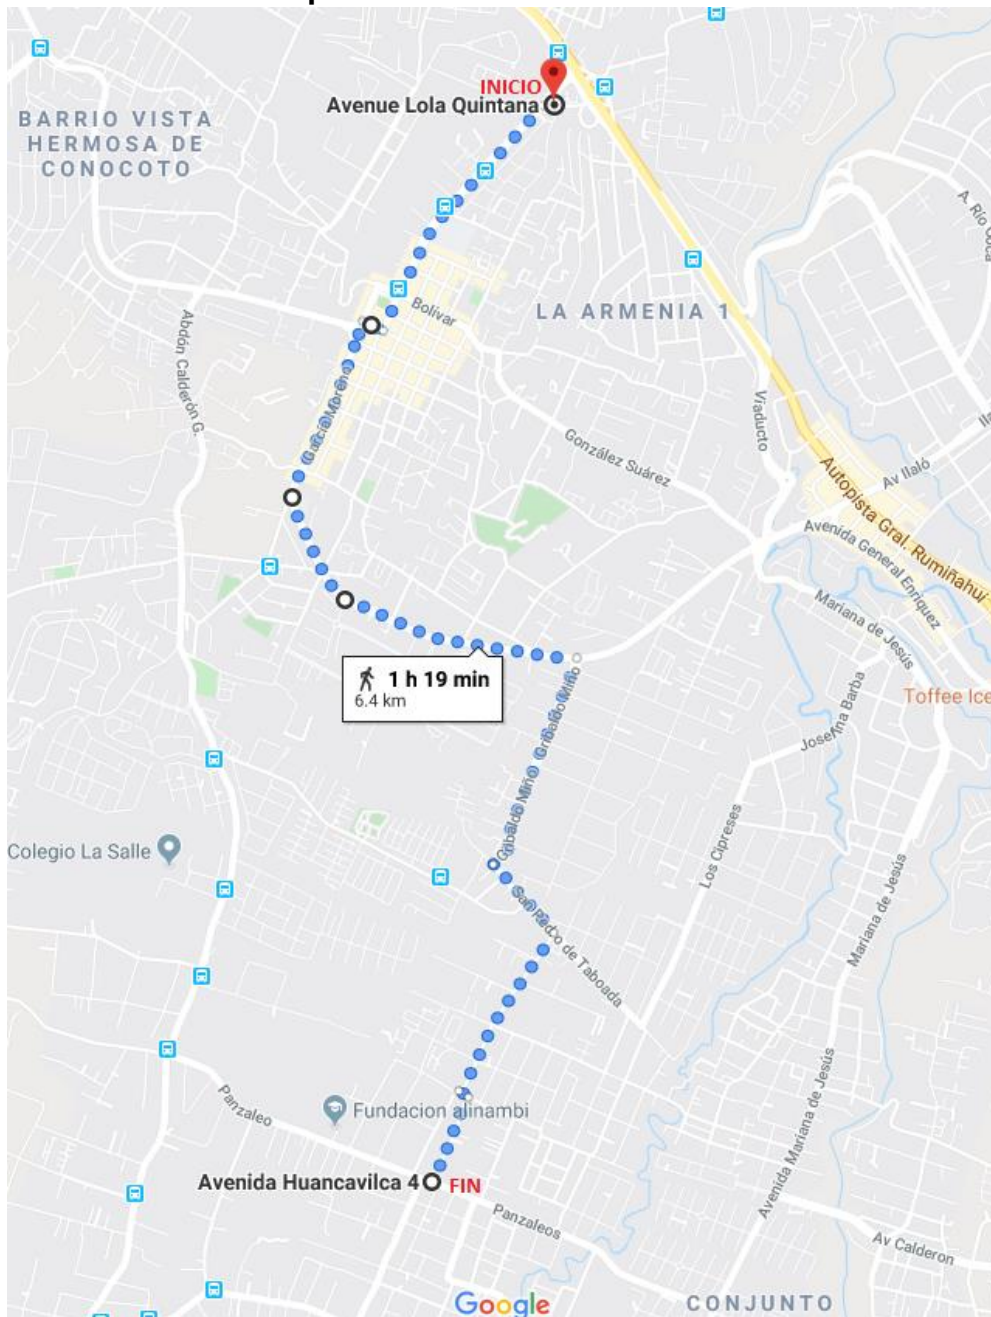 INICIO
Avenue Lola Quintana
BARRIO VISTA
HERMOSA DE
CONOCOTO
A. Río
LA ARMENIA 1
Bolívar
Abdón Calderón G.
García Moreno
Viaducto
González Suárez
Av Ilaló
Autopista Gral. Rumiñahui
Avenida General Enriquez
Mariana de Jesús
1 h 19 min
6.4 km
Gribaldo Miño
Gribaldo Miño
Josefina Barba
Toffee Ice
Colegio La Salle
Los Cipreses
San Pedro de Taboada
Mariana de Jesús
Panzaleo
Fundacion alinambi
Avenida Mariana de Jesús
Avenida Huancavilca 4
FIN
Panzaleos
Av Calderon
Google
CONJUNTO